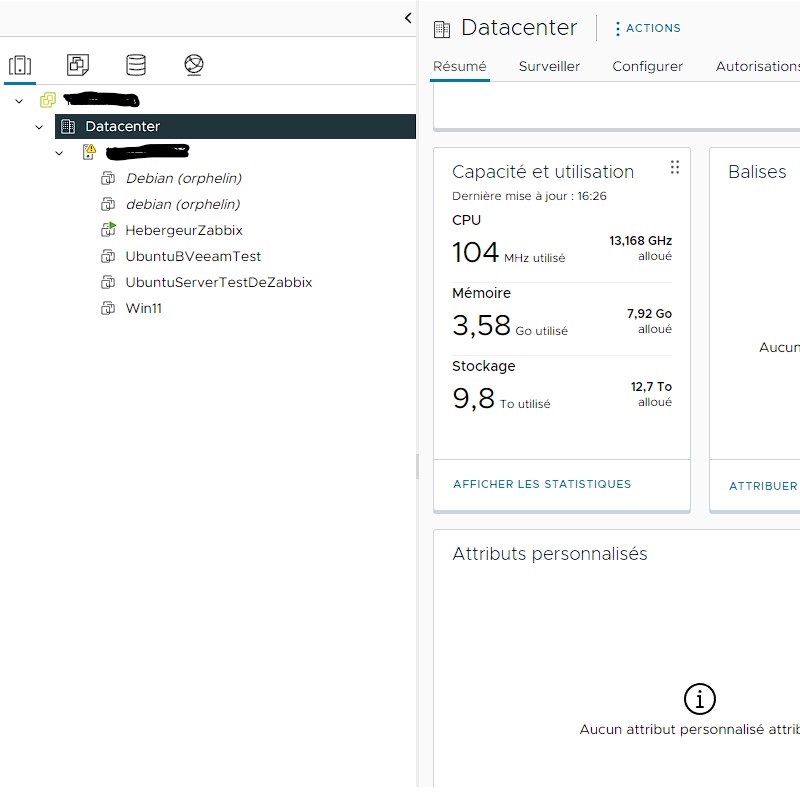 Datacenter
ACTIONS
Résumé Surveiller Configurer Autorisations
Datacenter
Debian (orphelin)
debian (orphelin)
HebergeurZabbix
UbuntuBVeeamTest
UbuntuServerTestDeZabbix
Win11
Capacité et utilisation
Dernière mise à jour : 16:26
CPU
104 MHz utilisé
13,168 GHz
alloué
Mémoire
3,58 Go utilisé
7,92 Go
alloué
Stockage
9,8 To utilisé
12,7 To
alloué
AFFICHER LES STATISTIQUES
Balises
Aucun
ATTRIBUER
Attributs personnalisés
Aucun attribut personnalisé attrib